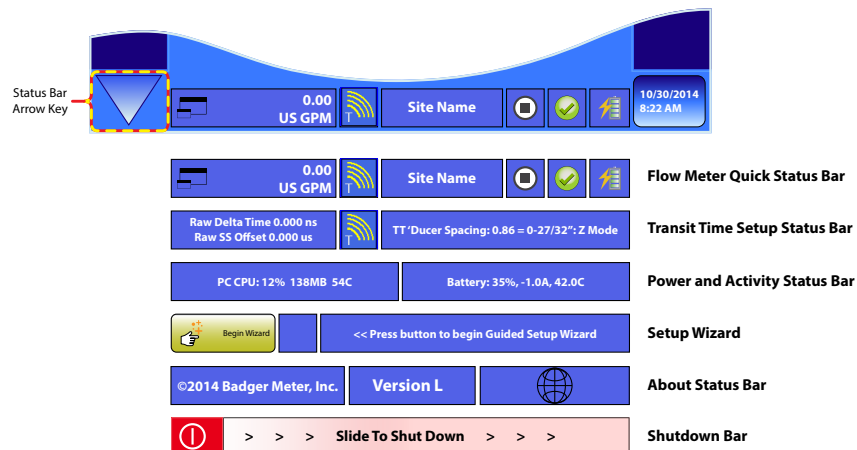 Status Bar
Arrow Key
0.00
US GPM
T
Site Name
10/30/2014
8:22 AM
0.00
US GPM
T
Site Name
Flow Meter Quick Status Bar
Raw Delta Time 0.000 ns
Raw SS Offset 0.000 us
T
TT ‘Ducer Spacing: 0.86 = 0-27/32”: Z Mode
Transit Time Setup Status Bar
PC CPU: 12% 138MB 54C
Battery: 35%, -1.0A, 42.0C
Power and Activity Status Bar
Begin Wizard
<< Press button to begin Guided Setup Wizard
Setup Wizard
©2014 Badger Meter, Inc.
Version L
About Status Bar
> > > Slide To Shut Down > > >
Shutdown Bar